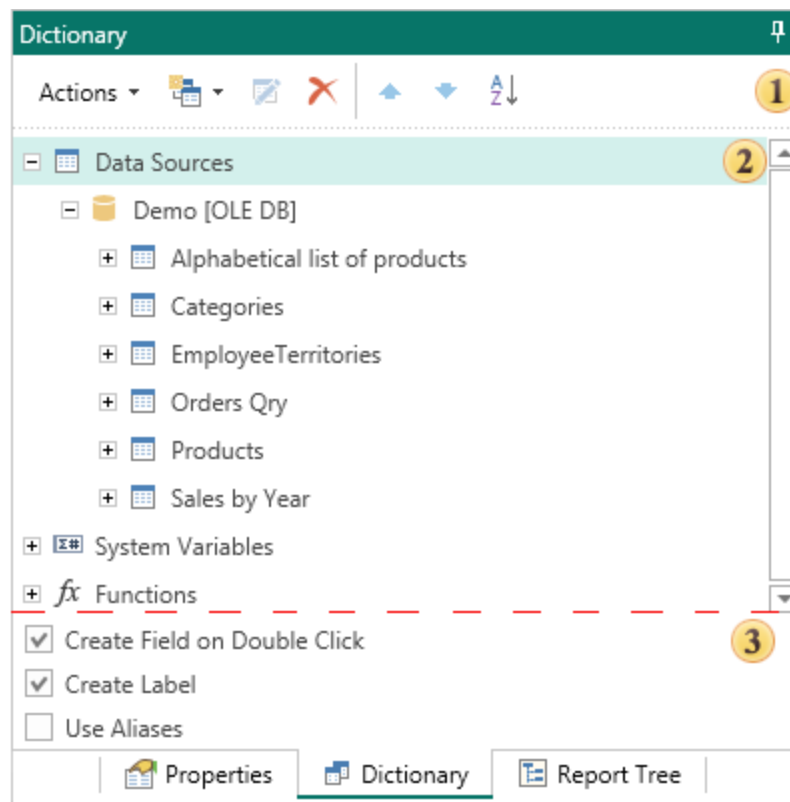 Dictionary
Actions
A
Z
1
Data Sources
2
Demo [OLE DB]
Alphabetical list of products
Categories
EmployeeTerritories
Orders Qry
Products
Sales by Year
Σ# System Variables
fx Functions
Create Field on Double Click
3
Create Label
Use Aliases
Properties Dictionary Report Tree